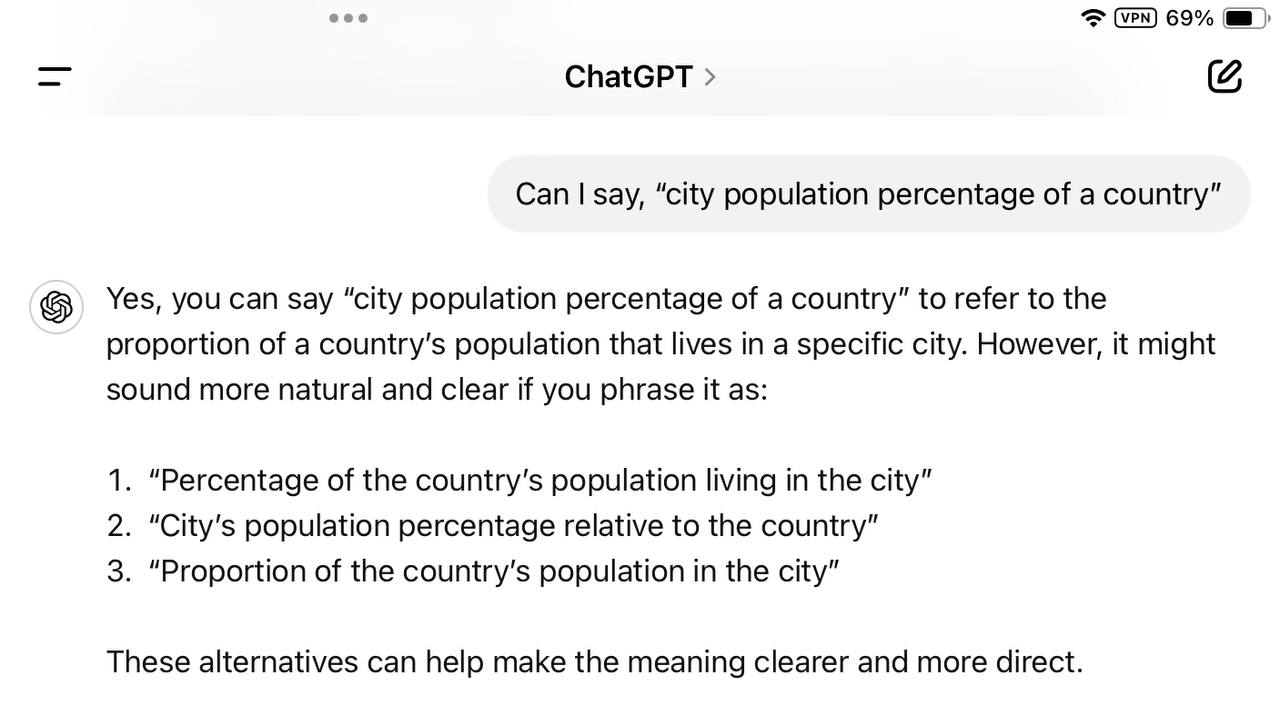 VPN 69%
ChatGPT >
Can I say, “city population percentage of a country”
Yes, you can say “city population percentage of a country” to refer to the
proportion of a country’s population that lives in a specific city. However, it might
sound more natural and clear if you phrase it as:
1. “Percentage of the country’s population living in the city”
2. “City’s population percentage relative to the country”
3. “Proportion of the country’s population in the city”
These alternatives can help make the meaning clearer and more direct.